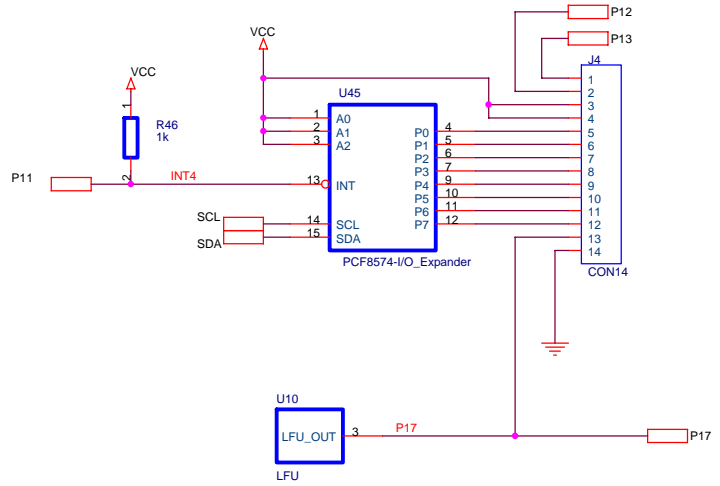 P12
P13
VCC
VCC
J4
U45
1
2
3
4
5
6
7
8
9
10
11
12
13
14
CON14
1
R46
1k
2
P11
INT4
1 A0
2 A1
3 A2
13 INT
14 SCL
15 SDA
P0 4
P1 5
P2 6
P3 7
P4 9
P5 10
P6 11
P7 12
SCL
SDA
PCF8574-I/O_Expander
U10
LFU_OUT
3
P17
P17
LFU